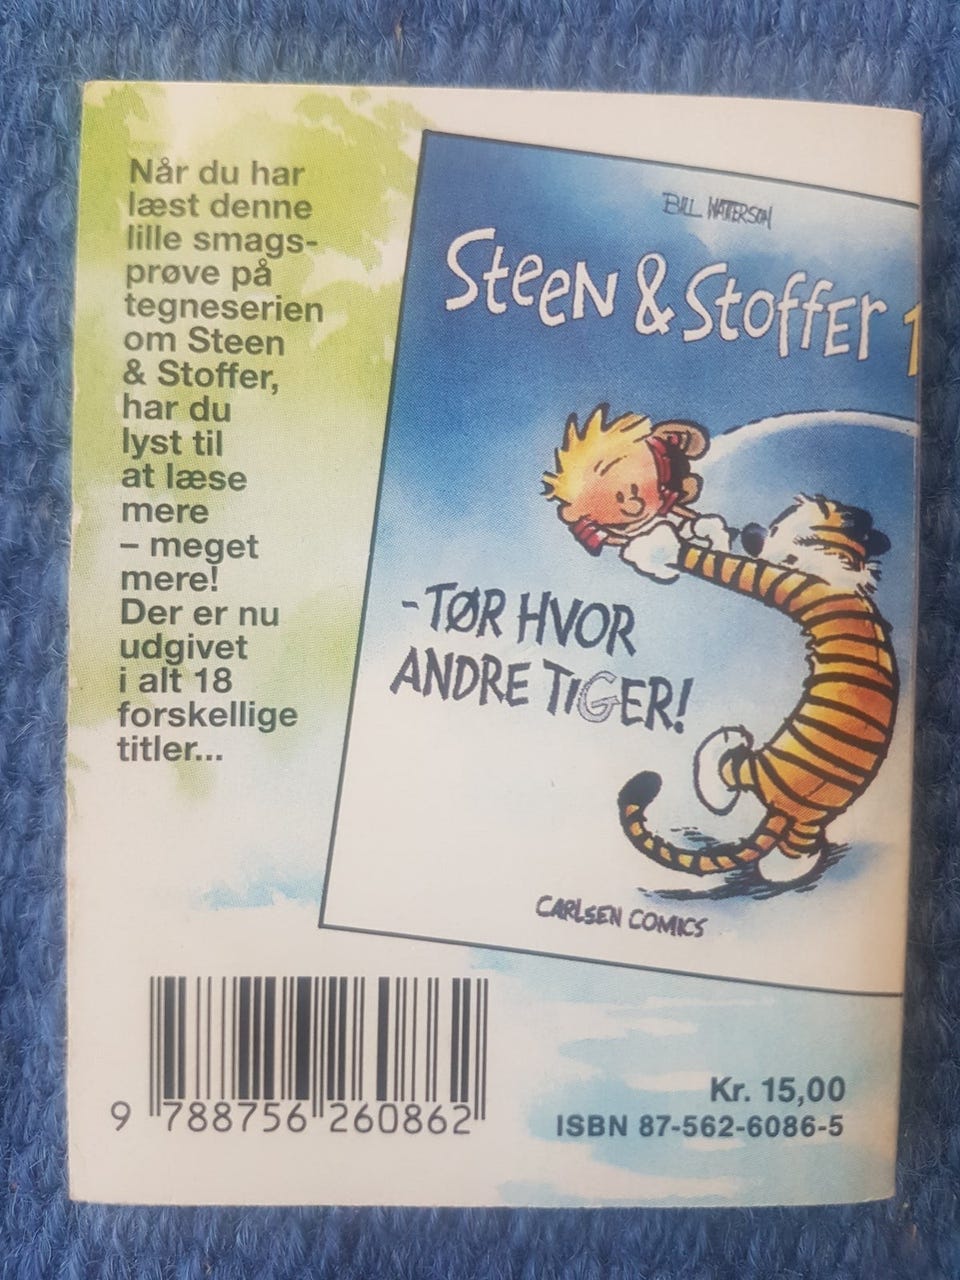 Når du har
læst denne
lille smags-
prøve på
tegneserien
om Steen
& Stoffer,
har du
lyst til
at læse
mere
– meget
mere!
Der er nu
udgivet
i alt 18
forskellige
titler...
BILL WATTERSON
Steen & Stoffer 1
- TØR HVOR
ANDRE TIGER!
CARLSEN COMICS
9 788756 260862
Kr. 15,00
ISBN 87-562-6086-5